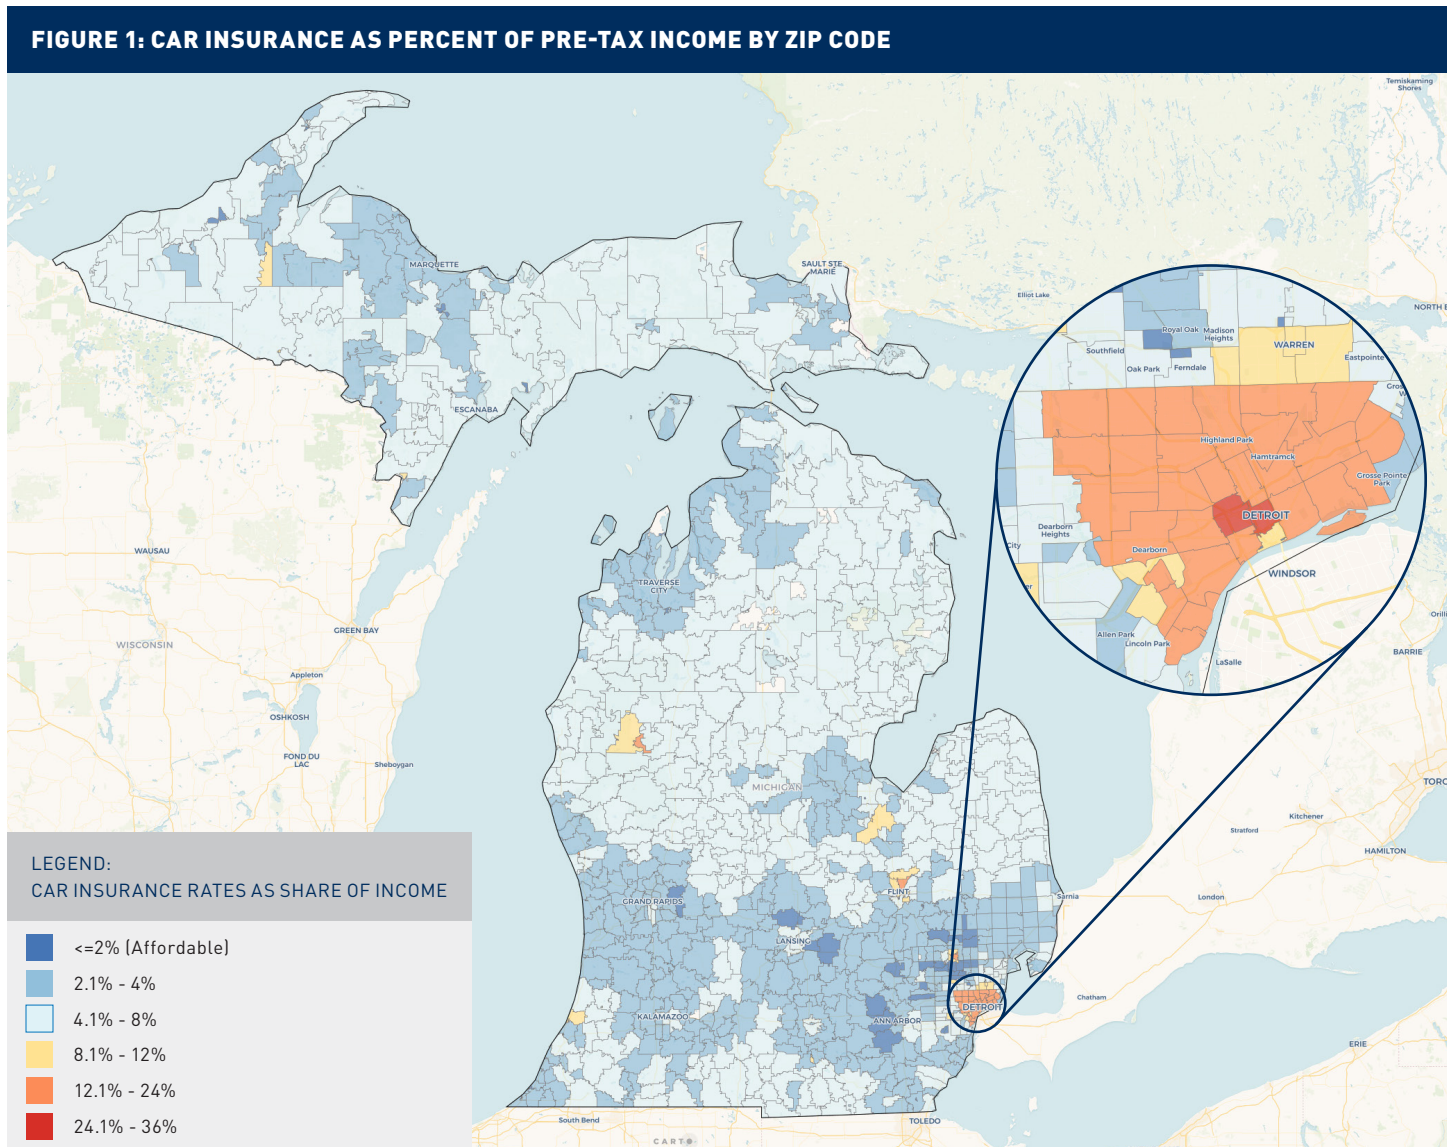 FIGURE 1: CAR INSURANCE AS PERCENT OF PRE-TAX INCOME BY ZIP CODE
Temiskaming
Shores
MARQUETTE
SAULT STE.
MARIE
Elliot Lake
NORTH
Royal Oak
Madison
Heights
WARREN
Southfield
Eastpointe
Oak Park
Ferndale
ESCANABA
Highland Park
Hamtramck
Grosse Pointe
Park
DETROIT
Dearborn
Heights
City
Dearborn
WAUSAU
WINDSOR
TRAVERSE
CITY
GREEN BAY
WISCONSIN
Allen Park
Lincoln Park
BARRIE
LaSalle
Appleton
OSHKOSH
FOND DU
LAC
Sheboygan
MICHIGAN
Kitchener
Stratford
HAMILTON
FLINT
GRAND RAPIDS
Sarnia
London
LANSING
Chatham
DETROIT
KALAMAZOO
ANN ARBOR
ERIE
South Bend
TOLEDO
CARTO
LEGEND:
CAR INSURANCE RATES AS SHARE OF INCOME
<=2% (Affordable)
2.1% - 4%
4.1% - 8%
8.1% - 12%
12.1% - 24%
24.1% - 36%